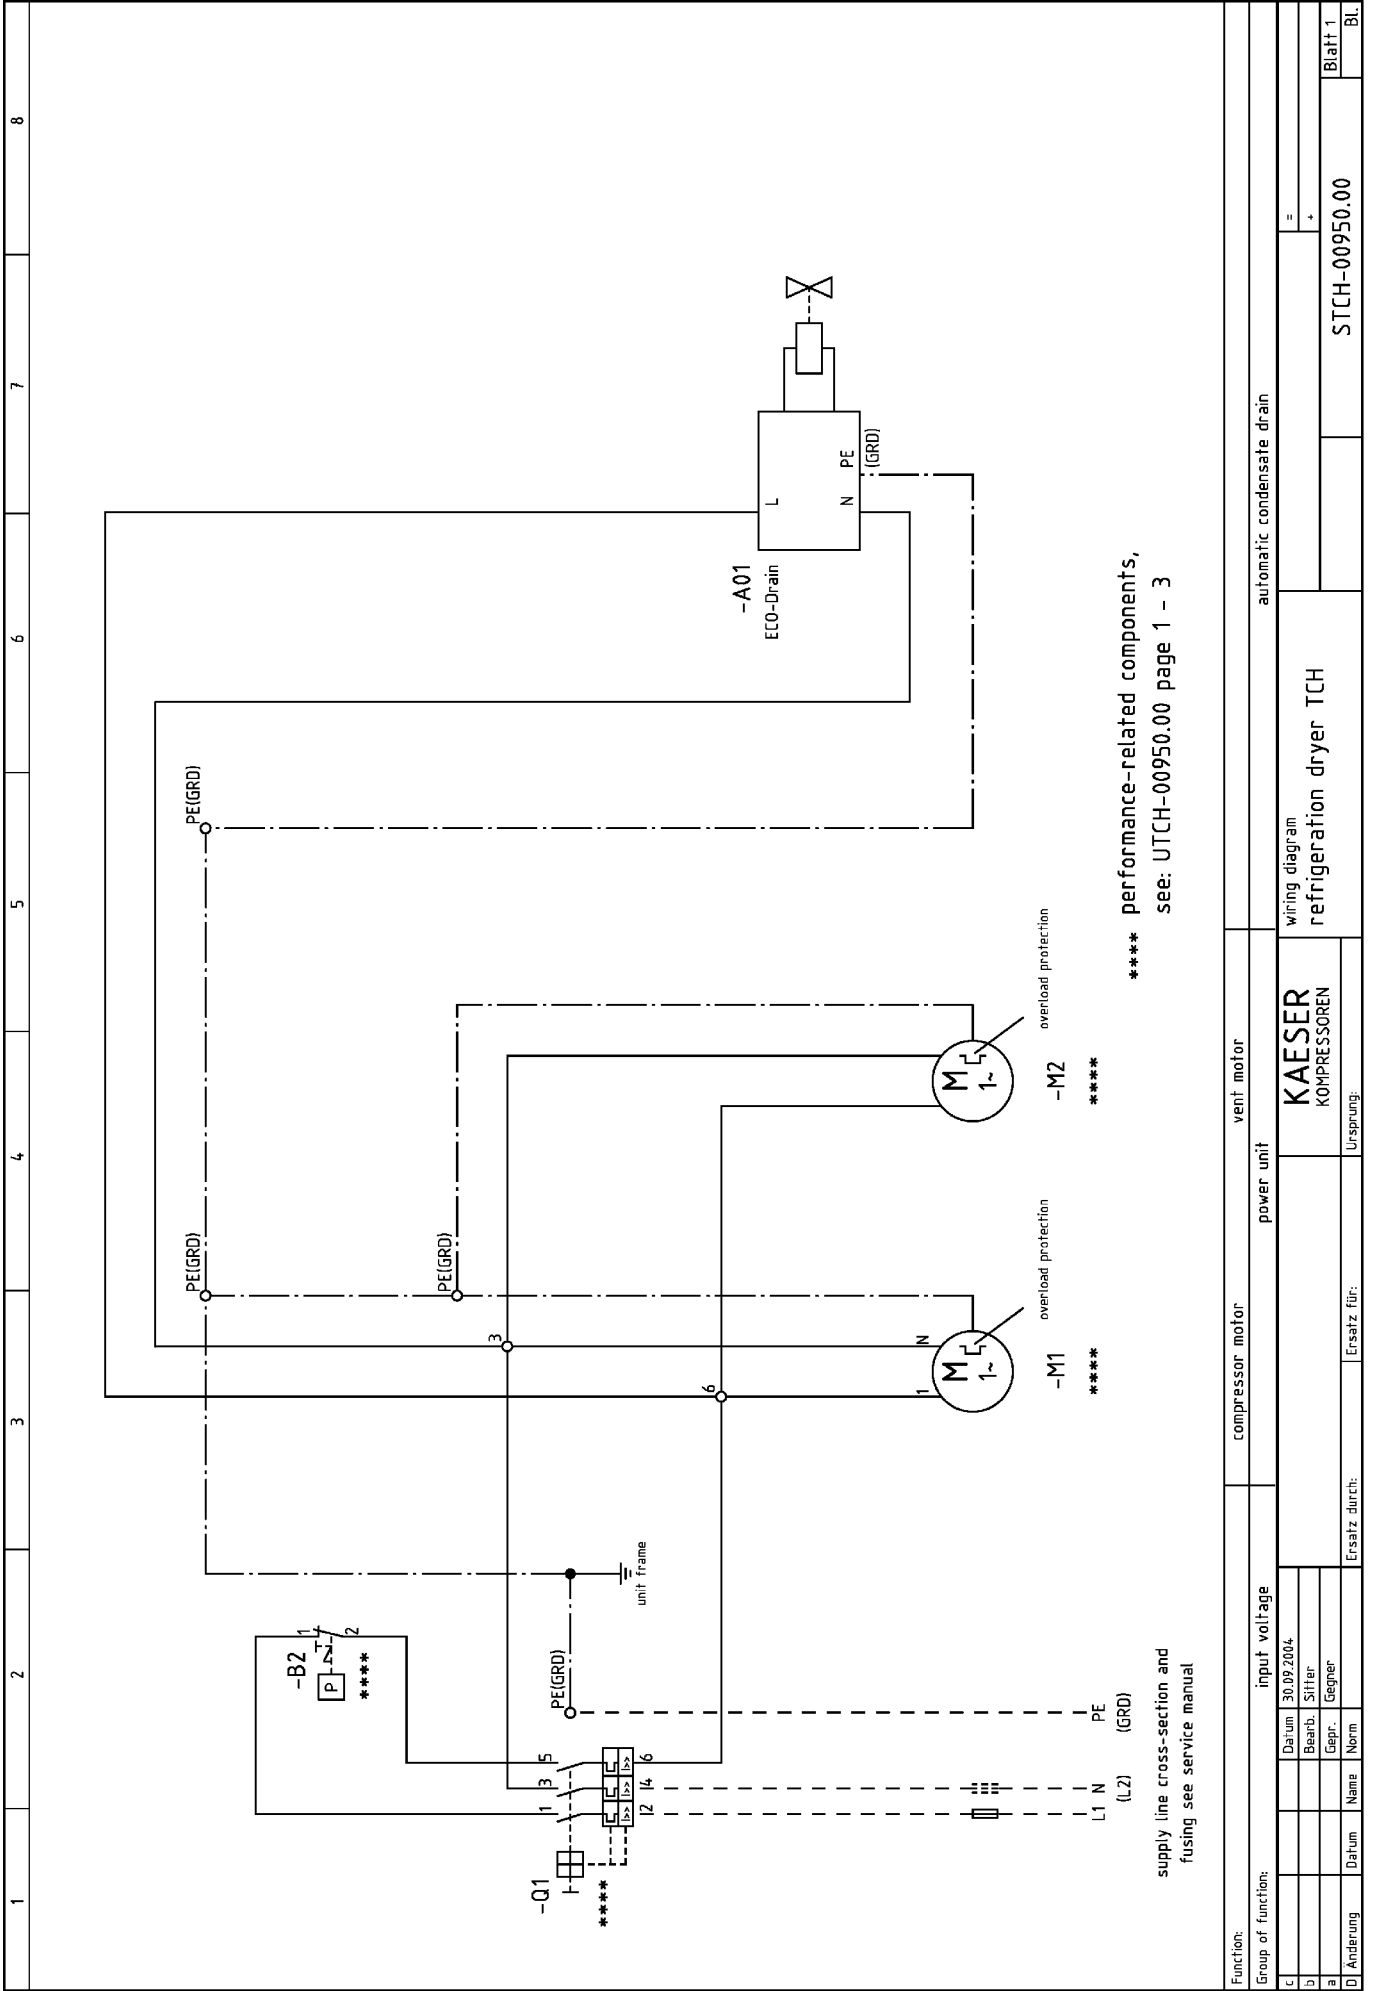 1
2
3
4
5
6
7
8
-Q1
****
1
3
5
2
4
6
L1
N
(L2)
PE
(GRD)
supply line cross-section and
fusing see service manual
-B2
P
1
2
****
PE(GRD)
unit frame
PE(GRD)
PE(GRD)
PE(GRD)
3
6
1
N
M
1~
-M1
****
overload protection
M
1~
-M2
****
overload protection
-A01
ECO-Drain
L
N
PE
(GRD)
**** performance-related components,
see: UTCH-00950.00 page 1 - 3
Function:
compressor motor
vent motor
Group of function:
input voltage
power unit
automatic condensate drain
c
b
a
D
Änderung
Datum
Name
Datum
30.09.2004
Bearb.
Sitter
Gepr.
Gegner
Norm
Ersatz durch:
Ersatz für:
Ursprung:
KAESER
KOMPRESSOREN
wiring diagram
refrigeration dryer TCH
=
+
STCH-00950.00
Blatt 1
Bl.